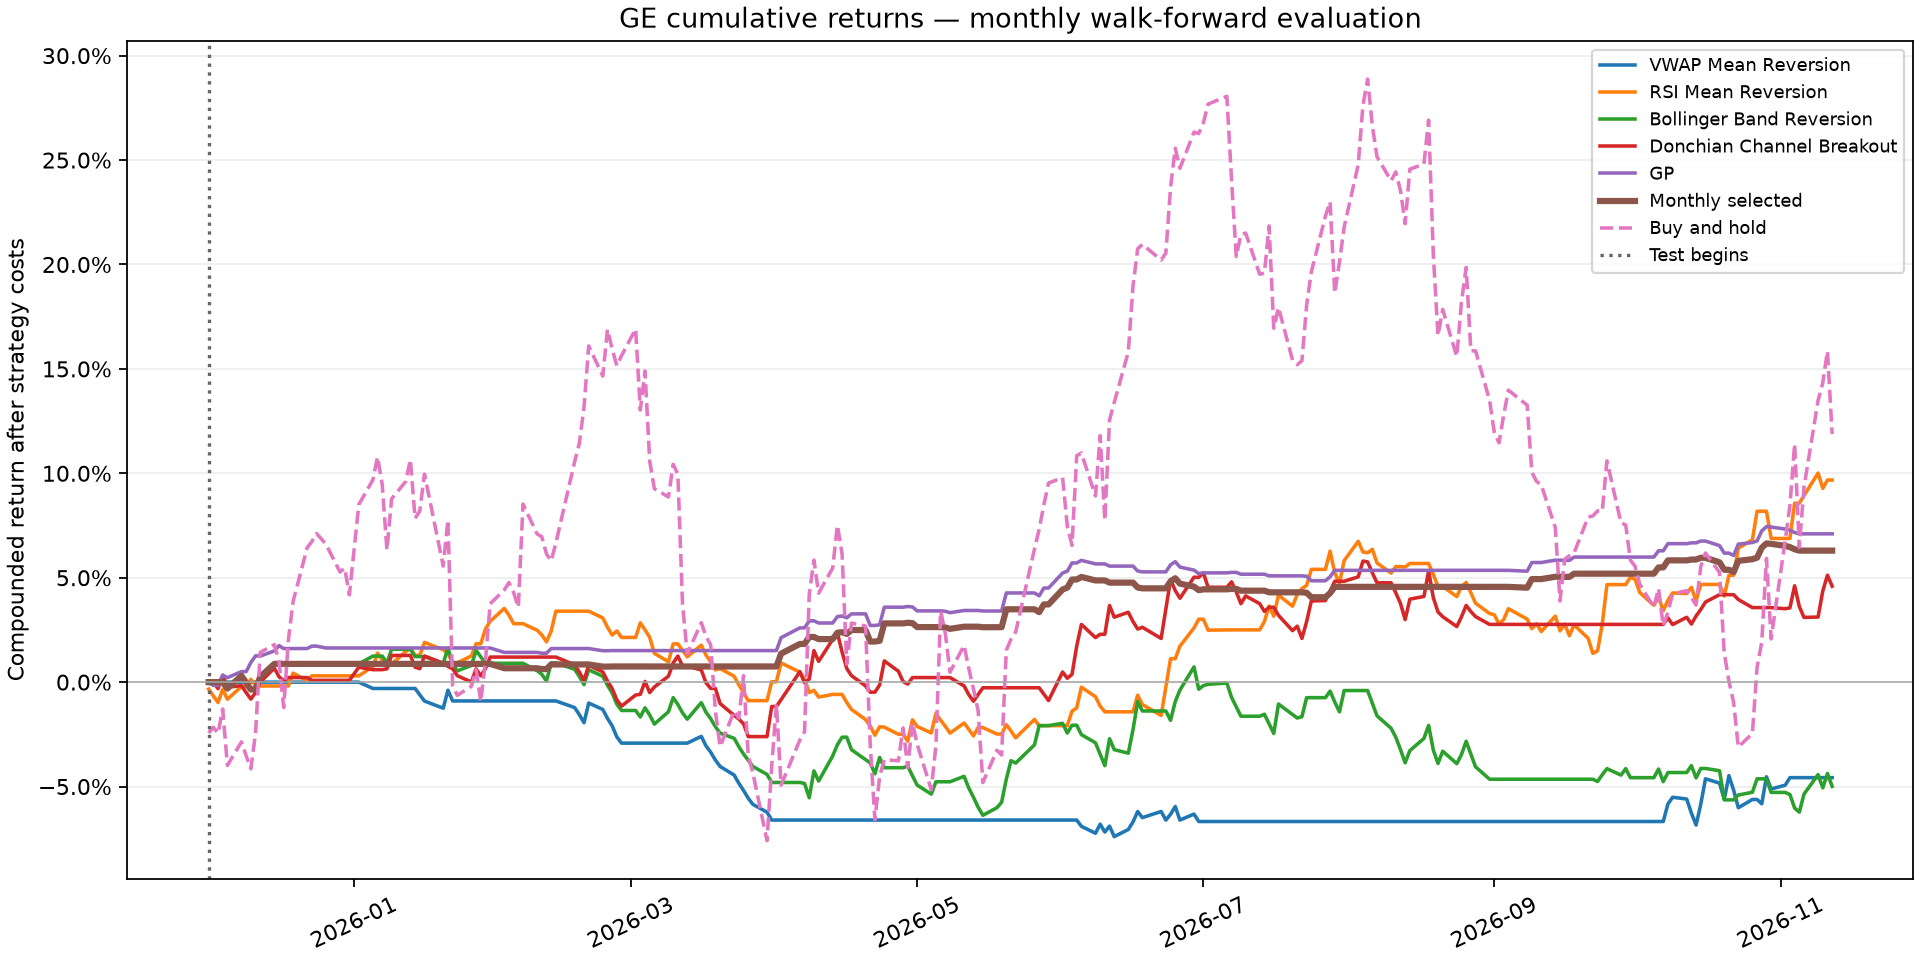 GE cumulative returns — monthly walk-forward evaluation
Compounded return after strategy costs
30.0%
25.0%
20.0%
15.0%
10.0%
5.0%
0.0%
−5.0%
VWAP Mean Reversion
RSI Mean Reversion
Bollinger Band Reversion
Donchian Channel Breakout
GP
Monthly selected
Buy and hold
Test begins
2026-01
2026-03
2026-05
2026-07
2026-09
2026-11